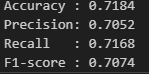 Accuracy : 0.7184
Precision: 0.7052
Recall   : 0.7168
F1-score : 0.7074